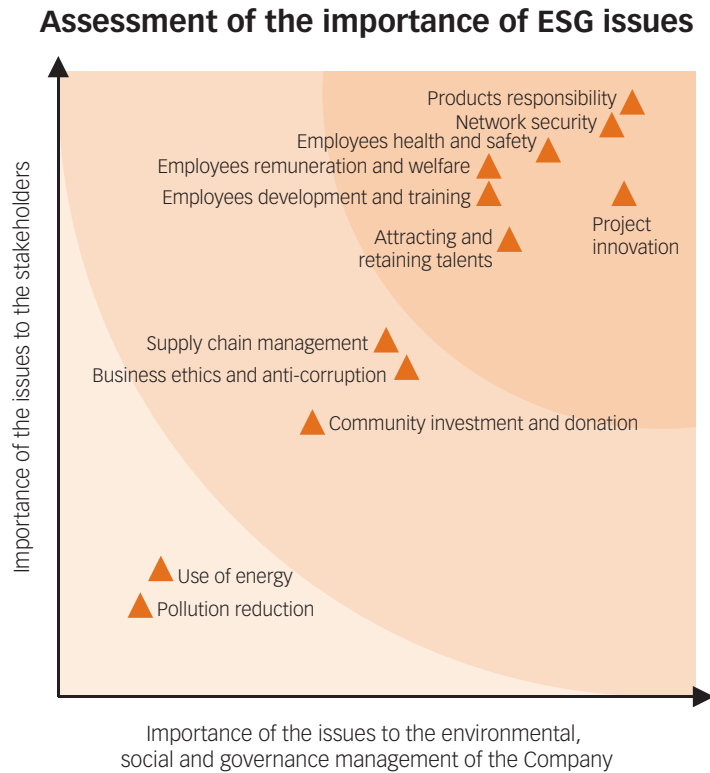 Assessment of the importance of ESG issues
Importance of the issues to the stakeholders
Products responsibility
Network security
Employees health and safety
Employees remuneration and welfare
Employees development and training
Project
innovation
Attracting and
retaining talents
Supply chain management
Business ethics and anti-corruption
Community investment and donation
Use of energy
Pollution reduction
Importance of the issues to the environmental,
social and governance management of the Company